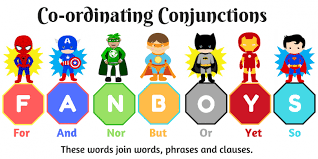 Co-ordinating Conjunctions
F A N B O Y S
For And Nor But Or Yet So
These words join words, phrases and clauses.